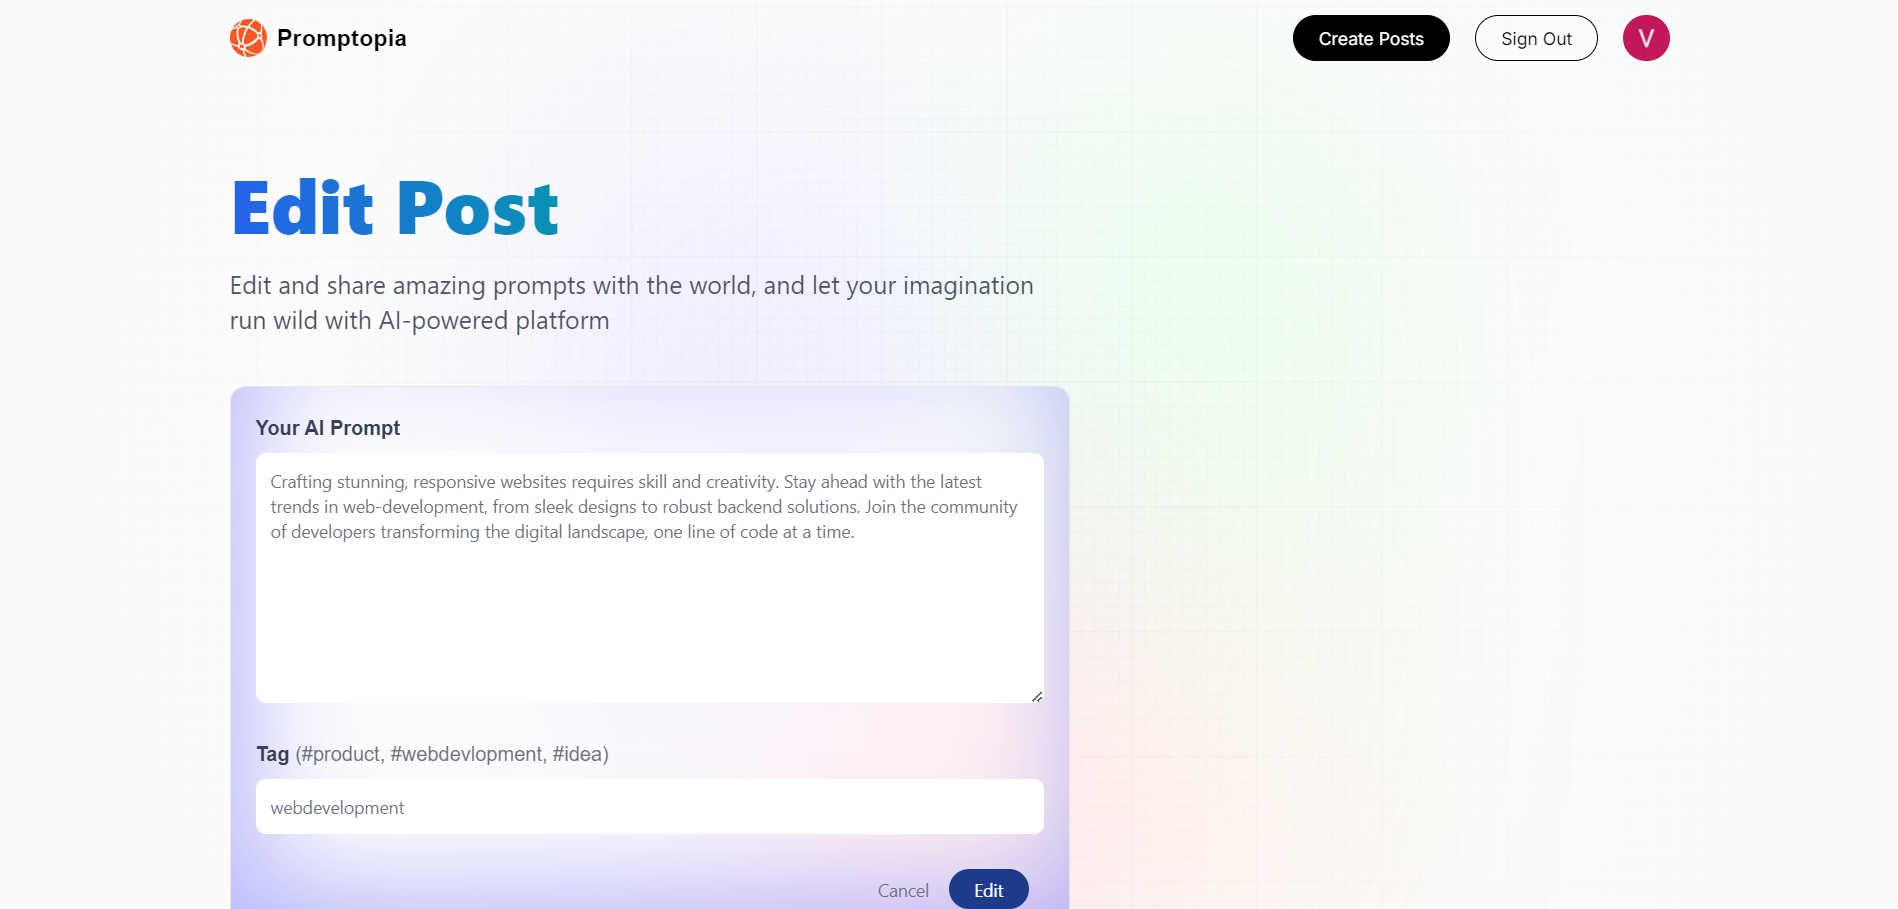 Promptopia
Create Posts
Sign Out
V
Edit Post
Edit and share amazing prompts with the world, and let your imagination
run wild with AI-powered platform
Your AI Prompt
Crafting stunning, responsive websites requires skill and creativity. Stay ahead with the latest
trends in web-development, from sleek designs to robust backend solutions. Join the community
of developers transforming the digital landscape, one line of code at a time.
Tag (#product, #webdevlopment, #idea)
webdevelopment
Cancel
Edit